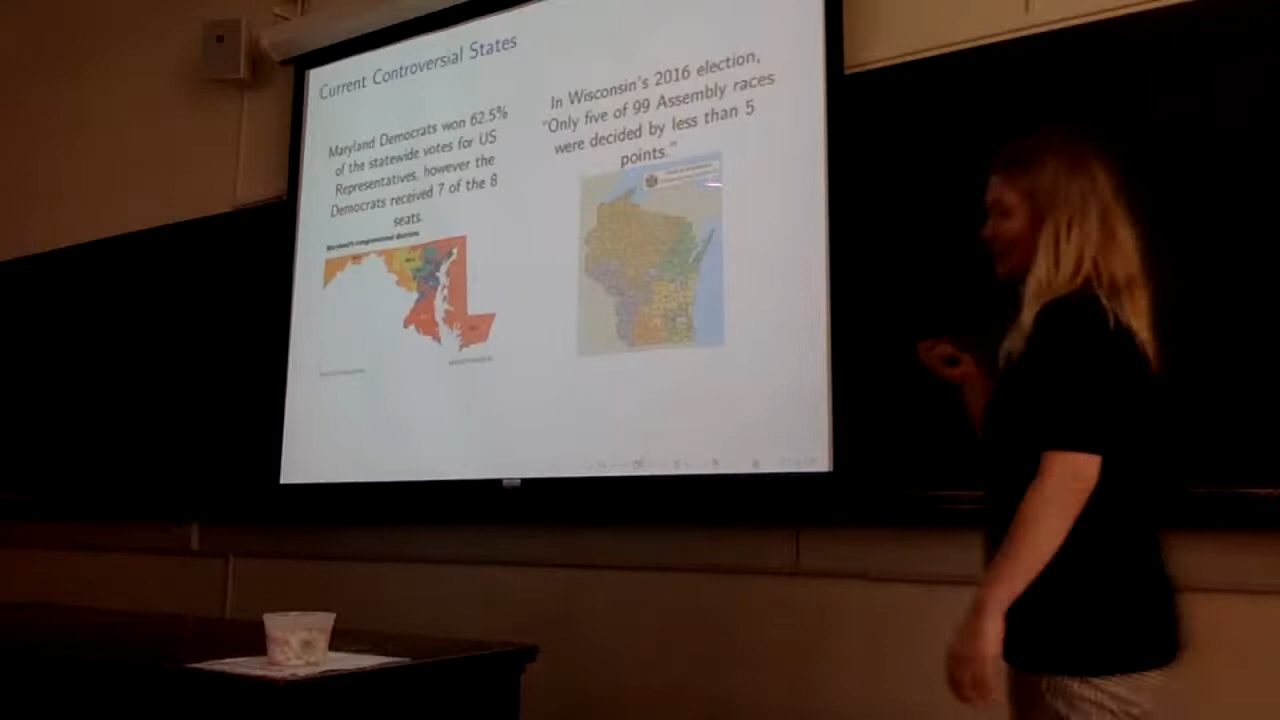 Current Controversial States
Maryland Democrats won 62.5%
of the statewide votes for US
Representatives, however the
Democrats received 7 of the 8
seats.
Maryland's congressional districts
In Wisconsin's 2016 election,
"Only five of 99 Assembly races
were decided by less than 5
points."